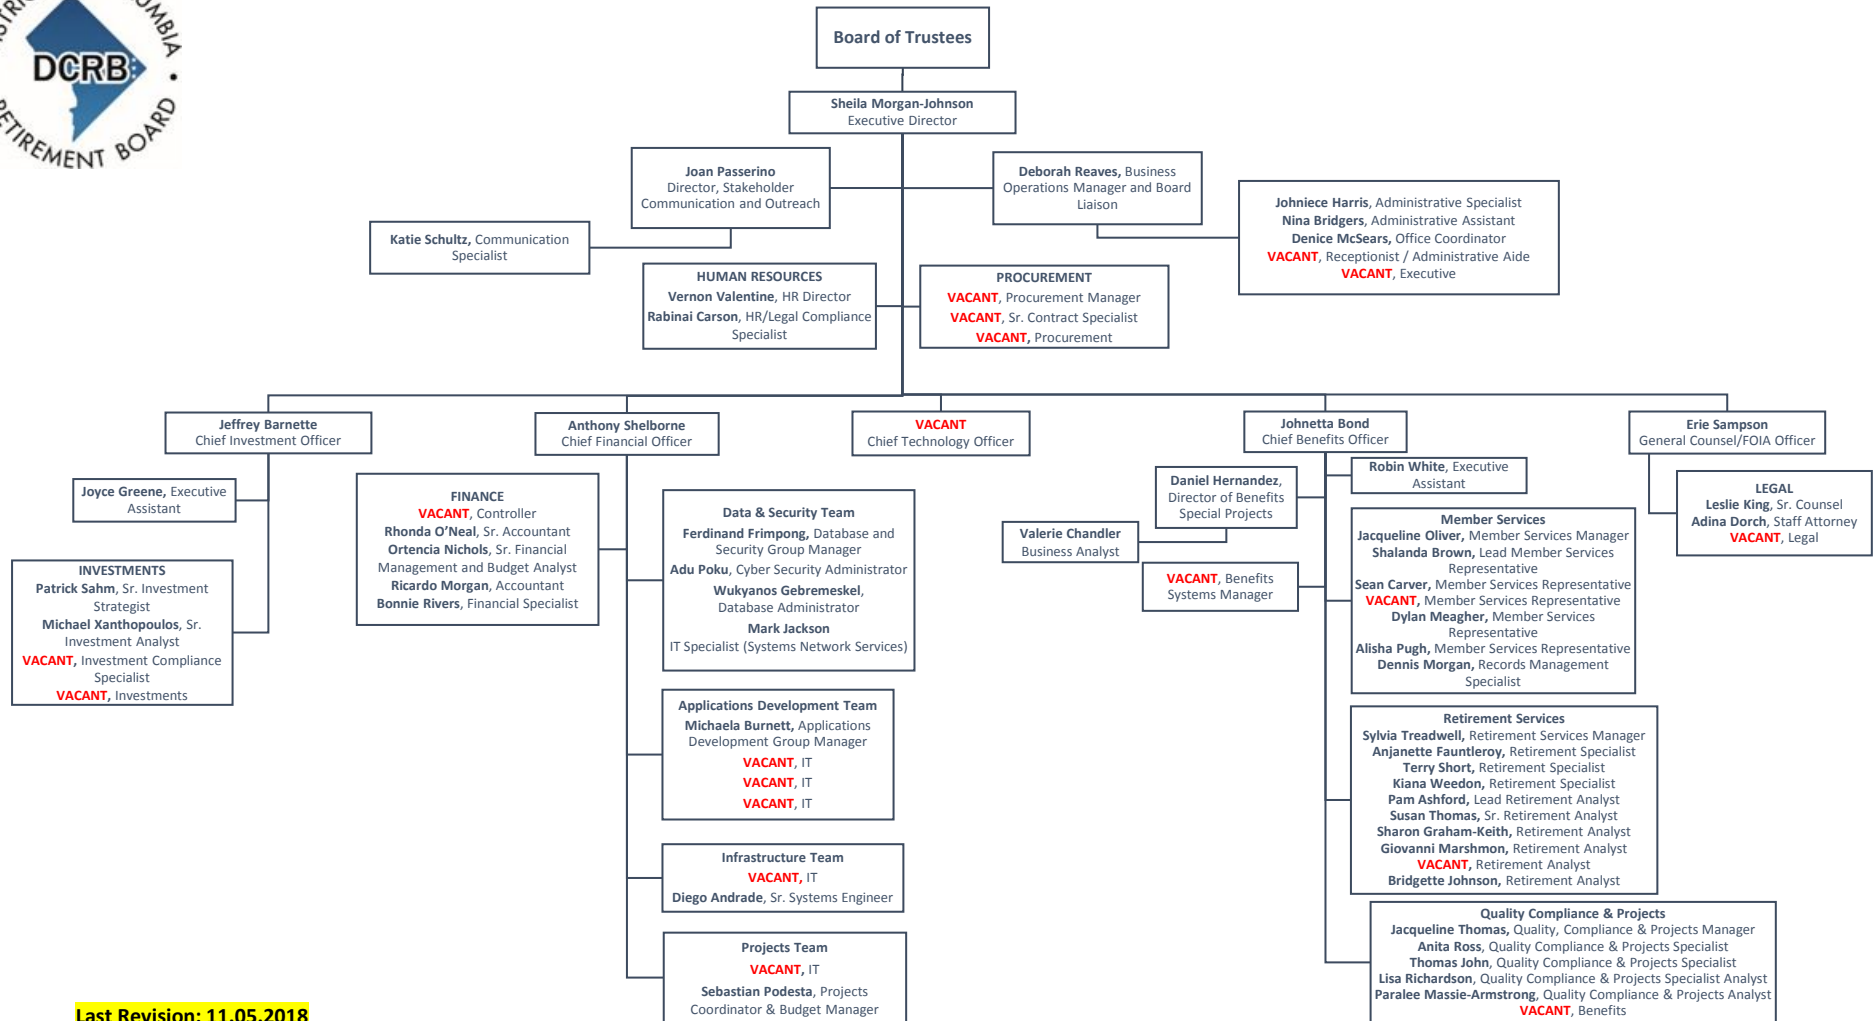 COLUMBIA
DCRB
RETIREMENT BOARD
Board of Trustees
Sheila Morgan-Johnson
Executive Director
Joan Passerino
Director, Stakeholder
Communication and Outreach
Deborah Reaves, Business
Operations Manager and Board
Liaison
Katie Schultz, Communication
Specialist
Johniece Harris, Administrative Specialist
Nina Bridgers, Administrative Assistant
Denice McSears, Office Coordinator
VACANT, Receptionist / Administrative Aide
VACANT, Executive
HUMAN RESOURCES
Vernon Valentine, HR Director
Rabinai Carson, HR/Legal Compliance
Specialist
PROCUREMENT
VACANT, Procurement Manager
VACANT, Sr. Contract Specialist
VACANT, Procurement
Jeffrey Barnette
Chief Investment Officer
Anthony Shelborne
Chief Financial Officer
VACANT
Chief Technology Officer
Johnetta Bond
Chief Benefits Officer
Erie Sampson
General Counsel/FOIA Officer
Joyce Greene, Executive
Assistant
INVESTMENTS
Patrick Sahm, Sr. Investment
Strategist
Michael Xanthopoulos, Sr.
Investment Analyst
VACANT, Investment Compliance
Specialist
VACANT, Investments
FINANCE
VACANT, Controller
Rhonda O’Neal, Sr. Accountant
Ortencia Nichols, Sr. Financial
Management and Budget Analyst
Ricardo Morgan, Accountant
Bonnie Rivers, Financial Specialist
Data & Security Team
Ferdinand Frimpong, Database and
Security Group Manager
Adu Poku, Cyber Security Administrator
Wukyanos Gebremeskel,
Database Administrator
Mark Jackson
IT Specialist (Systems Network Services)
Applications Development Team
Michaela Burnett, Applications
Development Group Manager
VACANT, IT
VACANT, IT
VACANT, IT
Infrastructure Team
VACANT, IT
Diego Andrade, Sr. Systems Engineer
Projects Team
VACANT, IT
Sebastian Podesta, Projects
Coordinator & Budget Manager
Robin White, Executive
Assistant
Daniel Hernandez,
Director of Benefits
Special Projects
Valerie Chandler
Business Analyst
VACANT, Benefits
Systems Manager
Member Services
Jacqueline Oliver, Member Services Manager
Shalanda Brown, Lead Member Services
Representative
Sean Carver, Member Services Representative
VACANT, Member Services Representative
Dylan Meagher, Member Services
Representative
Alisha Pugh, Member Services Representative
Dennis Morgan, Records Management
Specialist
Retirement Services
Sylvia Treadwell, Retirement Services Manager
Anjanette Fauntleroy, Retirement Specialist
Terry Short, Retirement Specialist
Kiana Weedon, Retirement Specialist
Pam Ashford, Lead Retirement Analyst
Susan Thomas, Sr. Retirement Analyst
Sharon Graham-Keith, Retirement Analyst
Giovanni Marshmon, Retirement Analyst
VACANT, Retirement Analyst
Bridgette Johnson, Retirement Analyst
Quality Compliance & Projects
Jacqueline Thomas, Quality, Compliance & Projects Manager
Anita Ross, Quality Compliance & Projects Specialist
Thomas John, Quality Compliance & Projects Specialist
Lisa Richardson, Quality Compliance & Projects Specialist Analyst
Paralee Massie-Armstrong, Quality Compliance & Projects Analyst
VACANT, Benefits
LEGAL
Leslie King, Sr. Counsel
Adina Dorch, Staff Attorney
VACANT, Legal
Last Revision: 11.05.2018